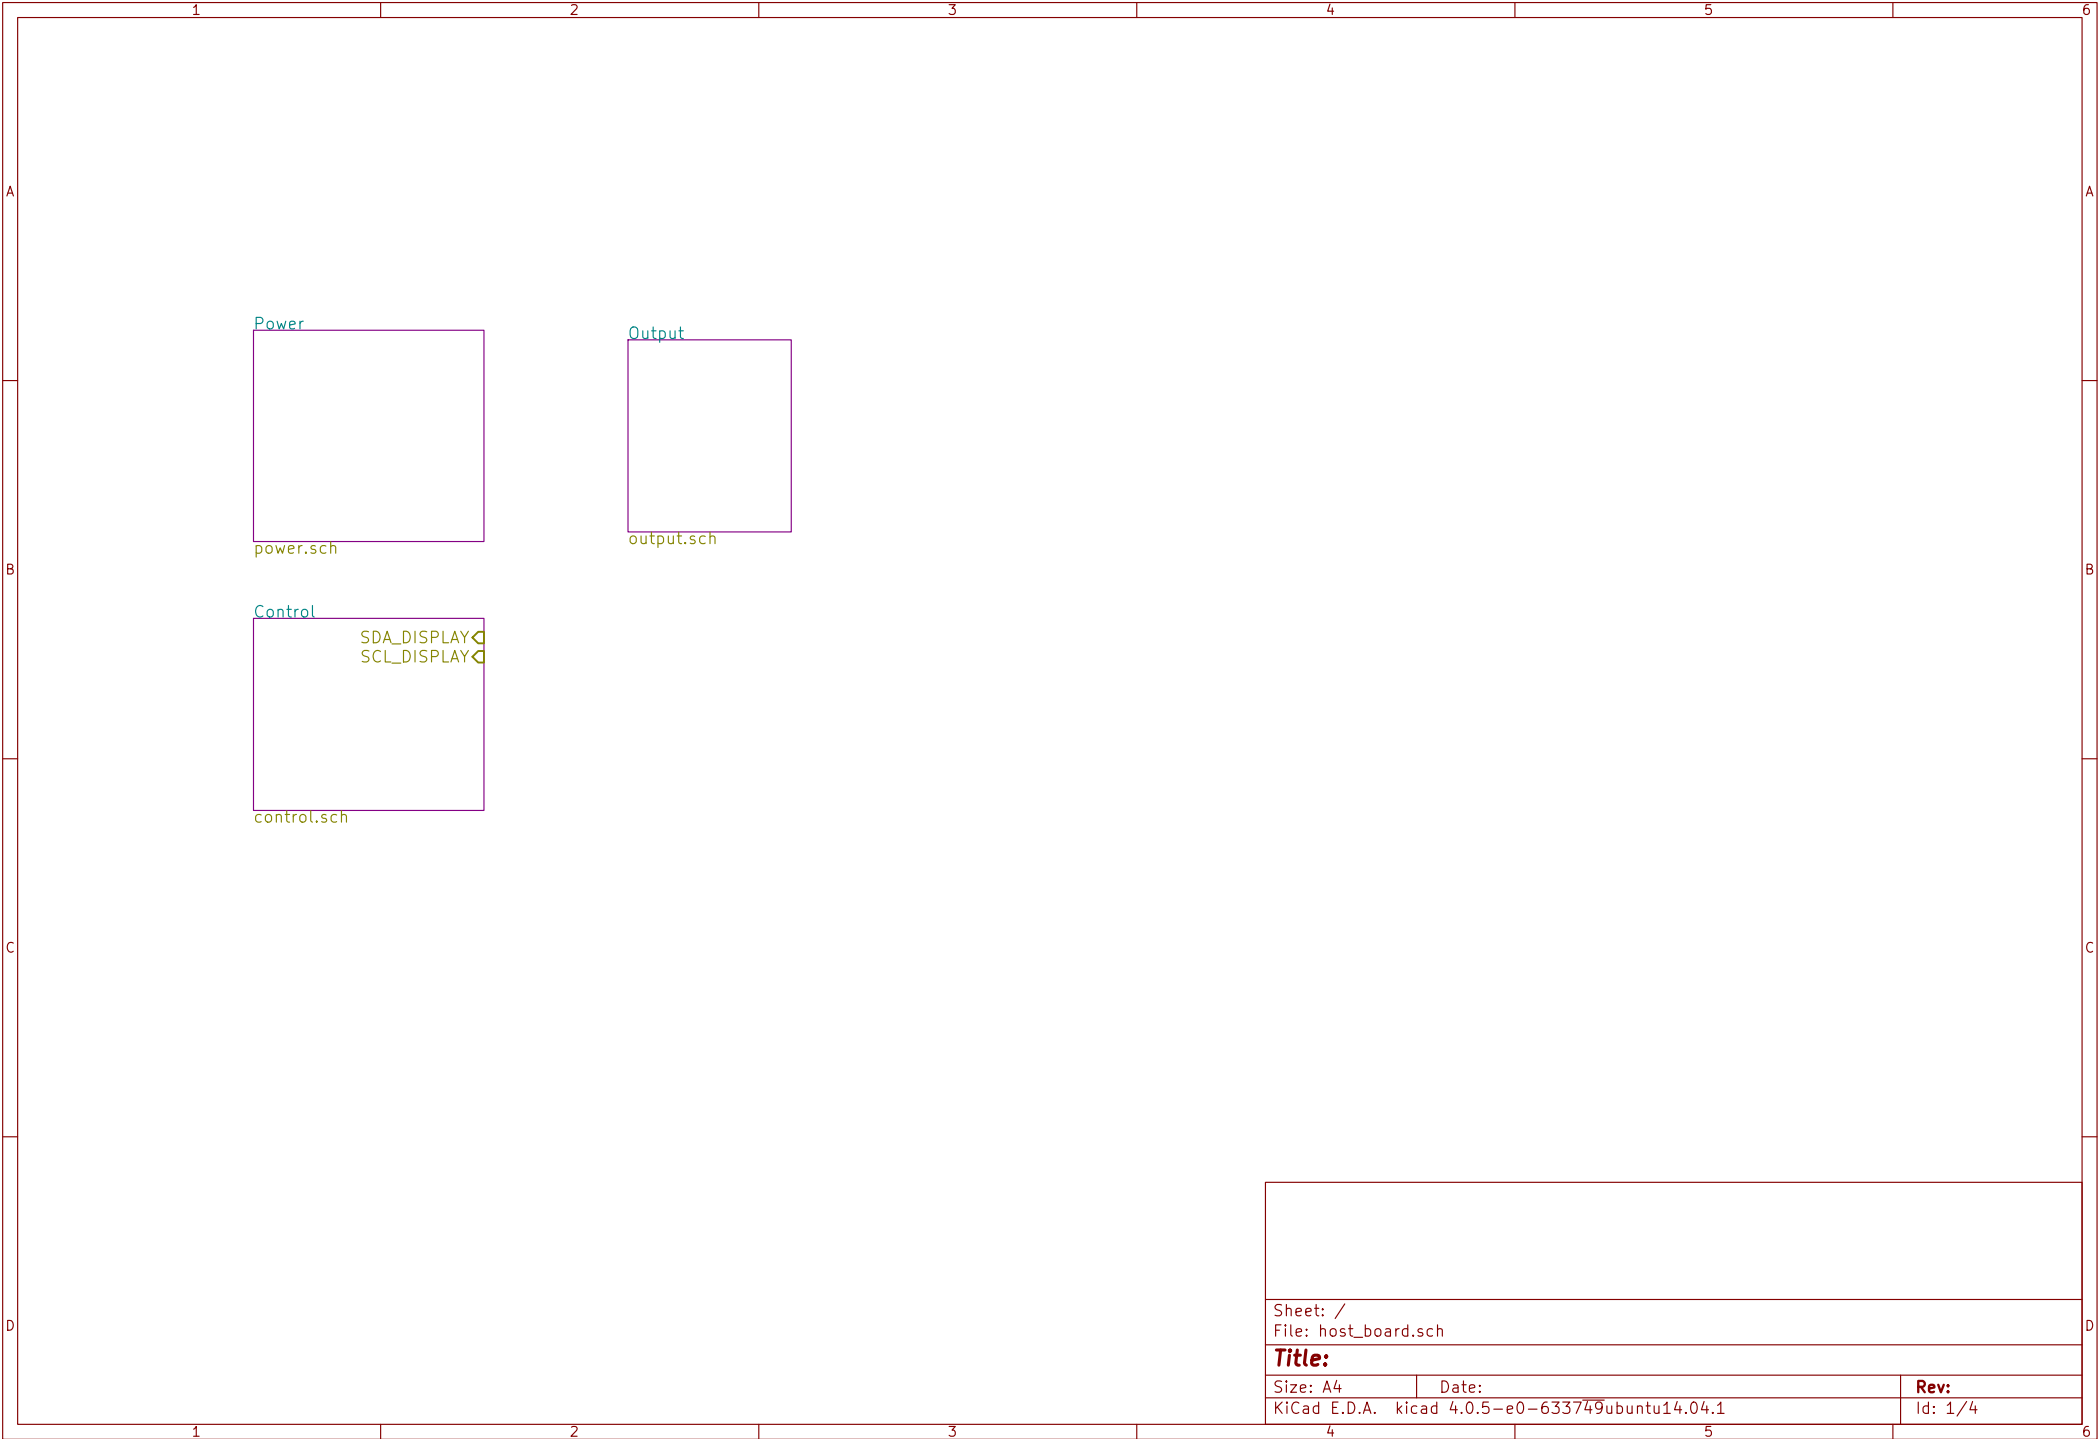 1 2 3 4 5 6
A A
Power
Output
power.sch
output.sch
B B
Control
SDA_DISPLAY
SCL_DISPLAY
control.sch
C C
Sheet: /
File: host_board.sch
D D
Title:
Size: A4 Date: Rev:
KiCad E.D.A. kicad 4.0.5-e0-633749ubuntu14.04.1 Id: 1/4
1 2 3 4 5 6